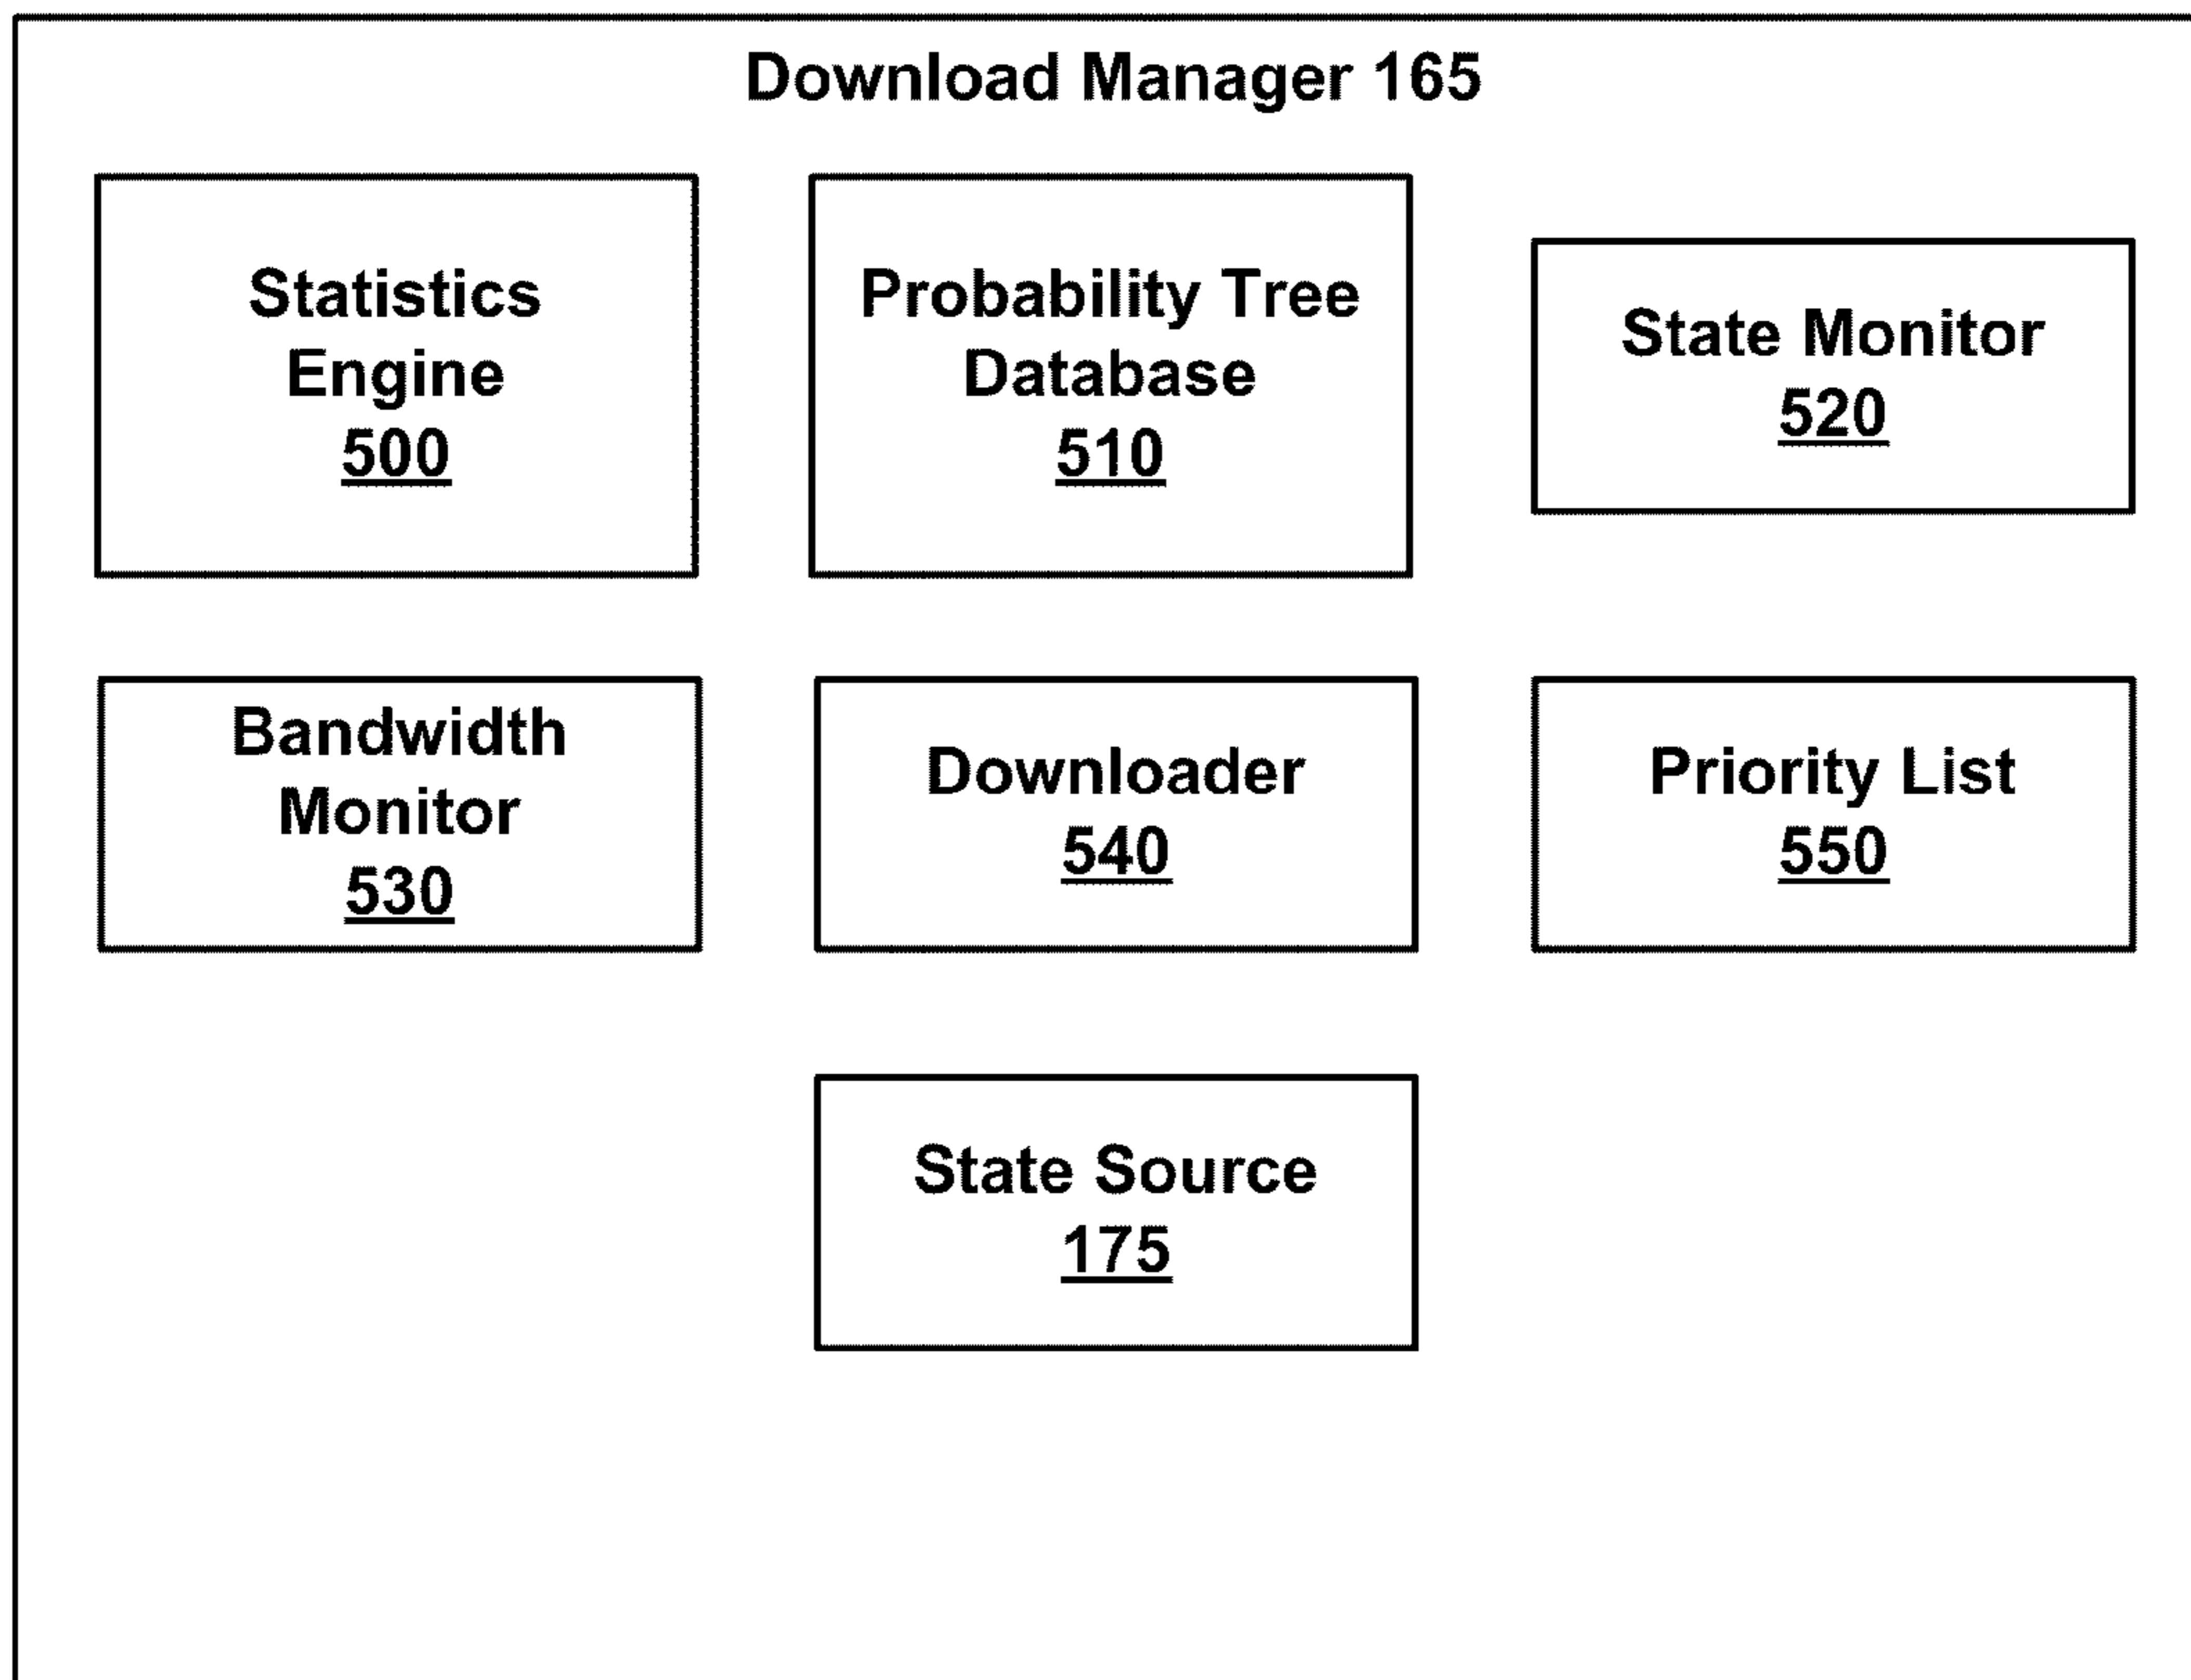 Download Manager 165
Statistics
Engine
500
Probability Tree
Database
510
State Monitor
520
Bandwidth
Monitor
530
Downloader
540
Priority List
550
State Source
175